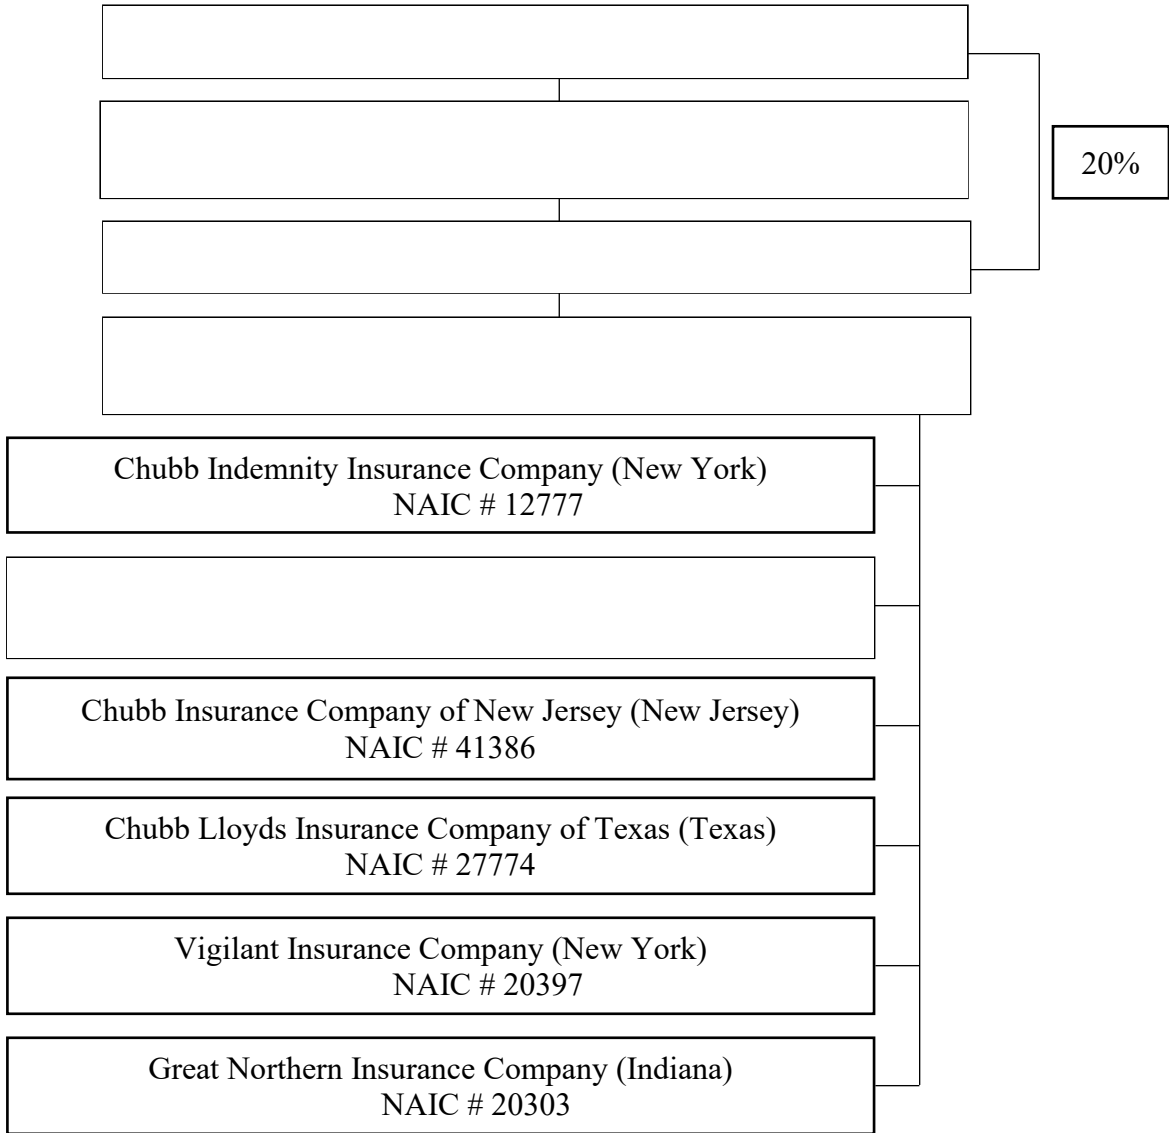 20%
Chubb Indemnity Insurance Company (New York)
NAIC # 12777
Chubb Insurance Company of New Jersey (New Jersey)
NAIC # 41386
Chubb Lloyds Insurance Company of Texas (Texas)
NAIC # 27774
Vigilant Insurance Company (New York)
NAIC # 20397
Great Northern Insurance Company (Indiana)
NAIC # 20303